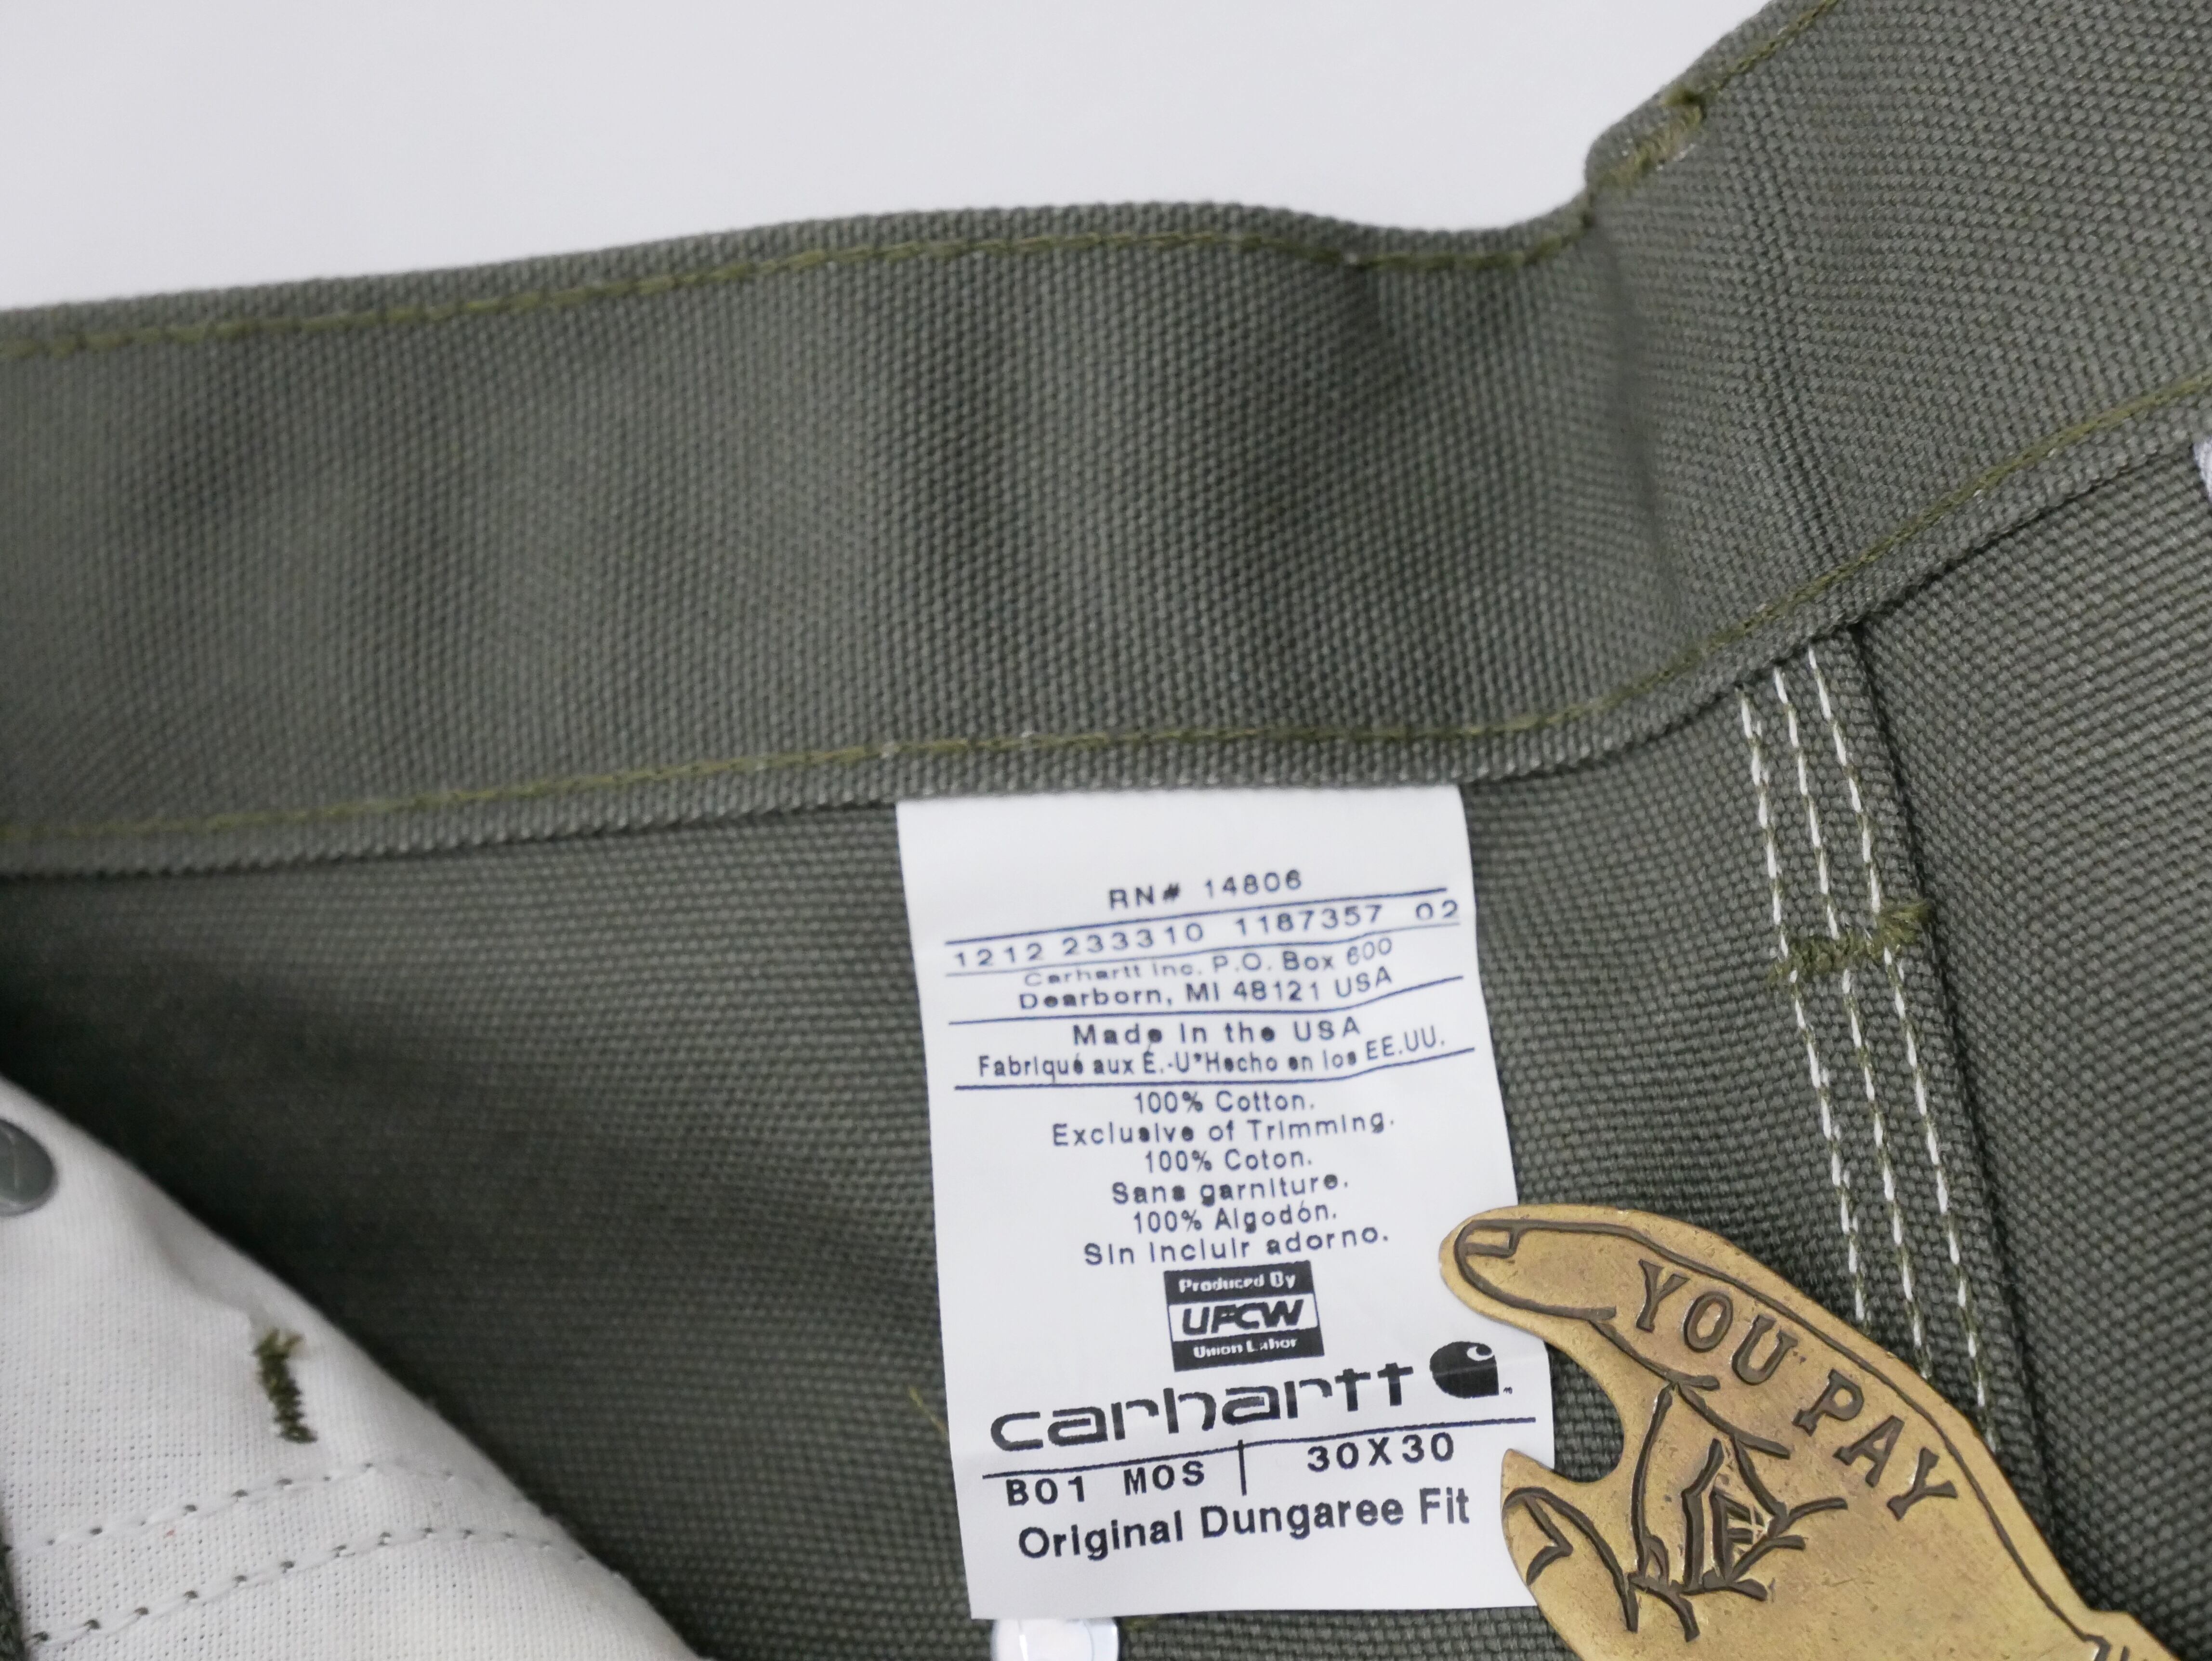 RN# 14806
1212 233310 1187357 02
Carhartt Inc. P.O. Box 600
Dearborn, MI 48121 USA
Made In the USA
Fabriqué aux É.-U*Hecho en los EE.UU.
100% Cotton.
Exclusive of Trimming.
100% Coton.
Sans garniture.
100% Algodón.
Sin incluir adorno.
Produced By
UFCW
Union Labor
carhartt
B01 MOS 30X30
Original Dungaree Fit
YOU PAY